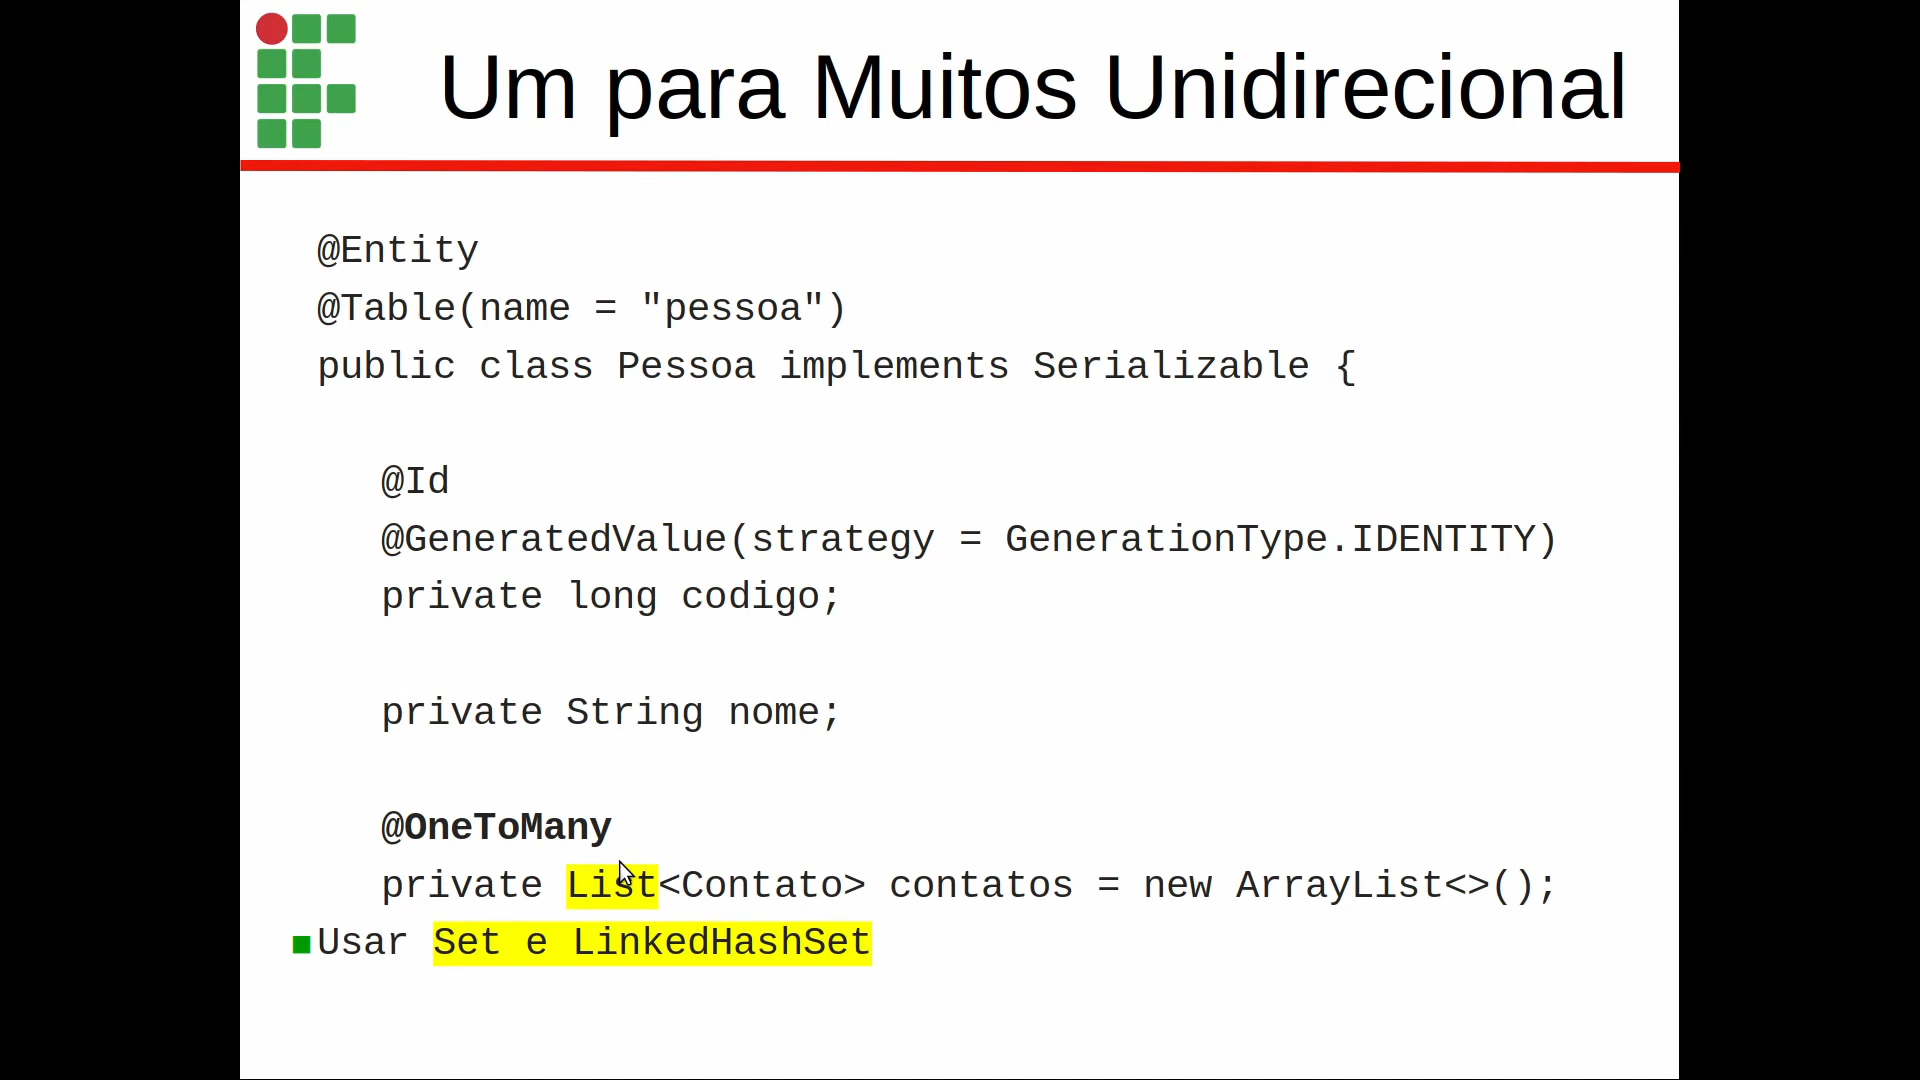 Um para Muitos Unidirecional
@Entity
@Table(name = "pessoa")
public class Pessoa implements Serializable {
@Id
@GeneratedValue(strategy = GenerationType.IDENTITY)
private long codigo;
private String nome;
@OneToMany
private List<Contato> contatos = new ArrayList<>();
Usar Set e LinkedHashSet